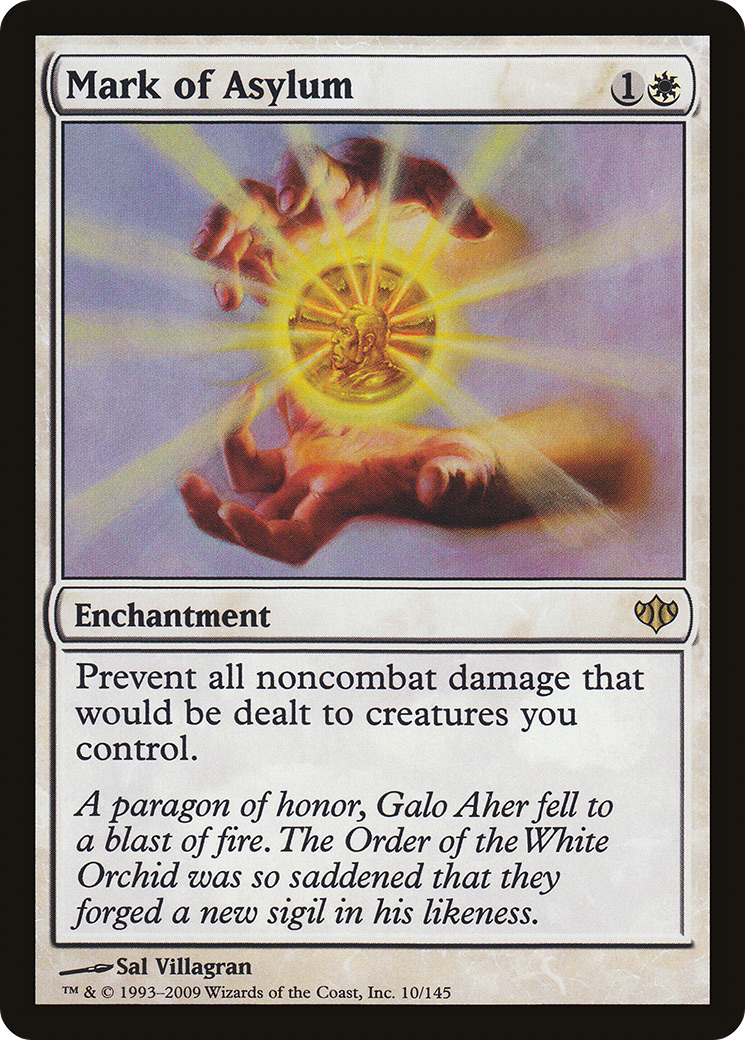 Mark of Asylum
1
Enchantment
Prevent all noncombat damage that
would be dealt to creatures you
control.
A paragon of honor, Galo Aher fell to
a blast of fire. The Order of the White
Orchid was so saddened that they
forged a new sigil in his likeness.
Sal Villagran
™ & © 1993–2009 Wizards of the Coast, Inc. 10/145